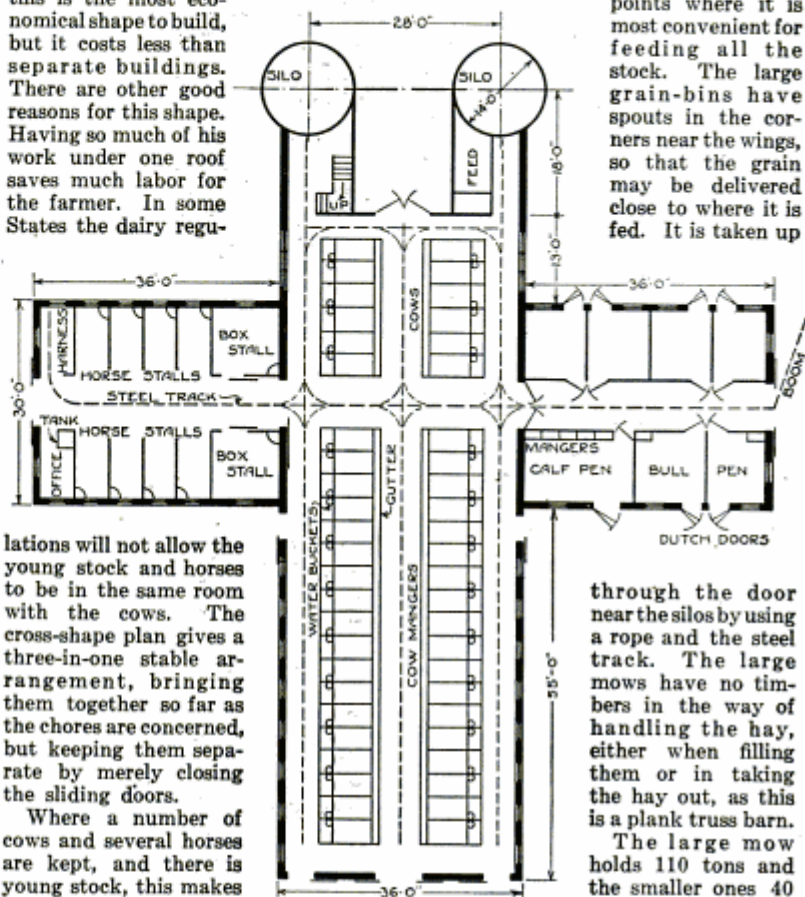 this is the most eco-
nomical shape to build,
but it costs less than
separate buildings.
There are other good
reasons for this shape.
Having so much of his
work under one roof
saves much labor for
the farmer. In some
States the dairy regu-
lations will not allow the
young stock and horses
to be in the same room
with the cows. The
cross-shape plan gives a
three-in-one stable ar-
rangement, bringing
them together so far as
the chores are concerned,
but keeping them sepa-
rate by merely closing
the sliding doors.
Where a number of
cows and several horses
are kept, and there is
young stock, this makes
28'-0"
SILO
SILO
14'-0"
UP
FEED
18'-0"
13'-0"
36'-0"
36'-0"
HARNESS
BOX
STALL
COWS
HORSE STALLS
STEEL TRACK
30'-0"
BOOM
TANK
HORSE STALLS
OFFICE
BOX
STALL
GUTTER
MANGERS
CALF PEN
BULL
PEN
WATER BUCKETS
DUTCH DOORS
COW MANGERS
55'-0"
36'-0"
points where it is
most convenient for
feeding all the
stock. The large
grain-bins have
spouts in the cor-
ners near the wings,
so that the grain
may be delivered
close to where it is
fed. It is taken up
through the door
near the silos by using
a rope and the steel
track. The large
mows have no tim-
bers in the way of
handling the hay,
either when filling
them or in taking
the hay out, as this
is a plank truss barn.
The large mow
holds 110 tons and
the smaller ones 40